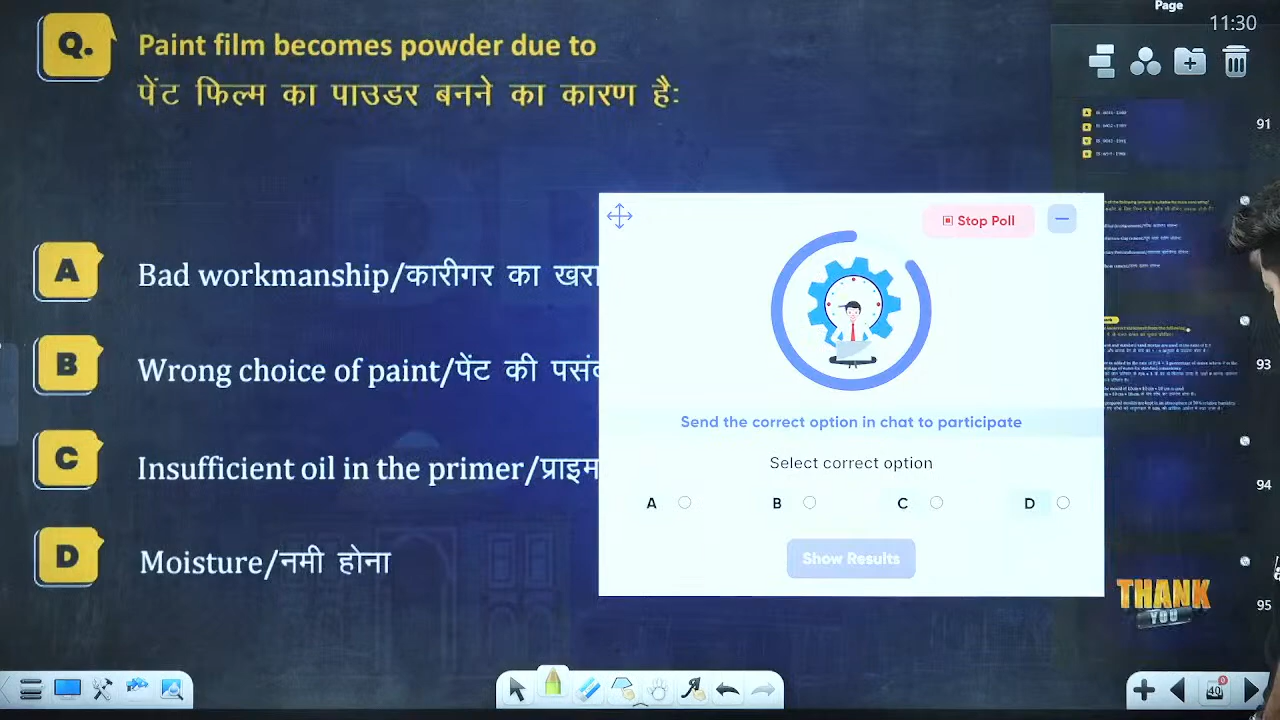 Page
11:30
Q.
Paint film becomes powder due to
पेंट फिल्म का पाउडर बनने का कारण है:
A
Bad workmanship/कारीगर का खरा
B
Wrong choice of paint/पेंट की
C
Insufficient oil in the primer/प्राइम
D
Moisture/नमी होना
Stop Poll
Send the correct option in chat to participate
Select correct option
A
B
C
D
Show Results
91
93
94
95
THANK
YOU
40